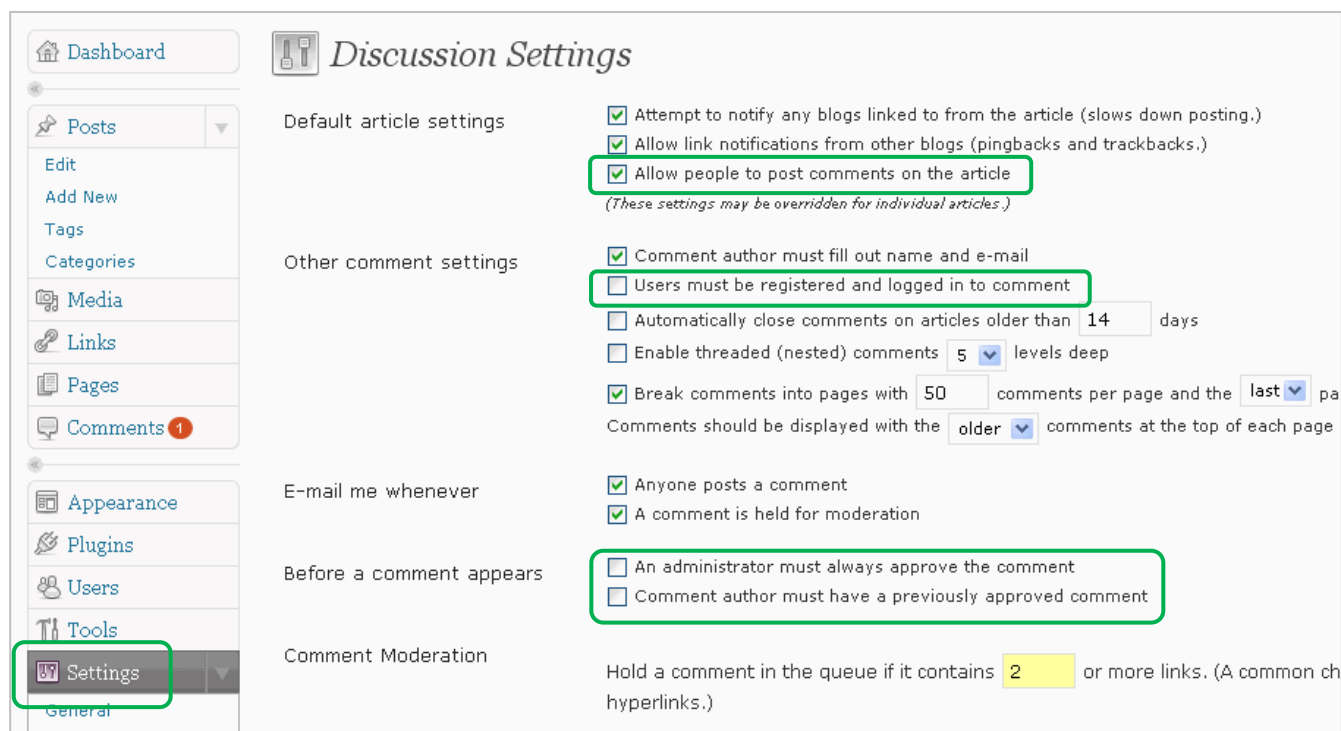 Dashboard
Posts
Edit
Add New
Tags
Categories
Media
Links
Pages
Comments 1
Appearance
Plugins
Users
Tools
Settings
General
Discussion Settings
Default article settings
Attempt to notify any blogs linked to from the article (slows down posting.)
Allow link notifications from other blogs (pingbacks and trackbacks.)
Allow people to post comments on the article
(These settings may be overridden for individual articles.)
Other comment settings
Comment author must fill out name and e-mail
Users must be registered and logged in to comment
Automatically close comments on articles older than 14 days
Enable threaded (nested) comments 5 levels deep
Break comments into pages with 50 comments per page and the last pa
Comments should be displayed with the older comments at the top of each page
E-mail me whenever
Anyone posts a comment
A comment is held for moderation
Before a comment appears
An administrator must always approve the comment
Comment author must have a previously approved comment
Comment Moderation
Hold a comment in the queue if it contains 2 or more links. (A common ch
hyperlinks.)